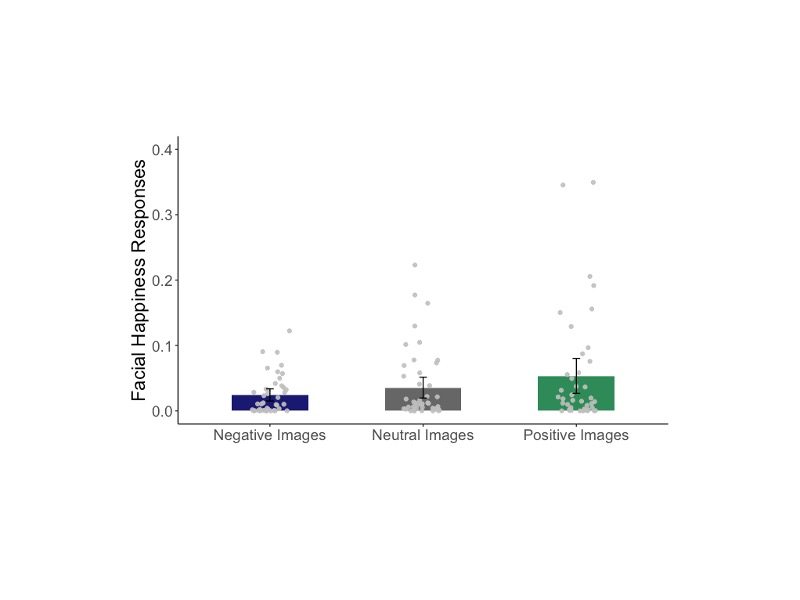 Facial Happiness Responses
0.4
0.3
0.2
0.1
0.0
Negative Images
Neutral Images
Positive Images